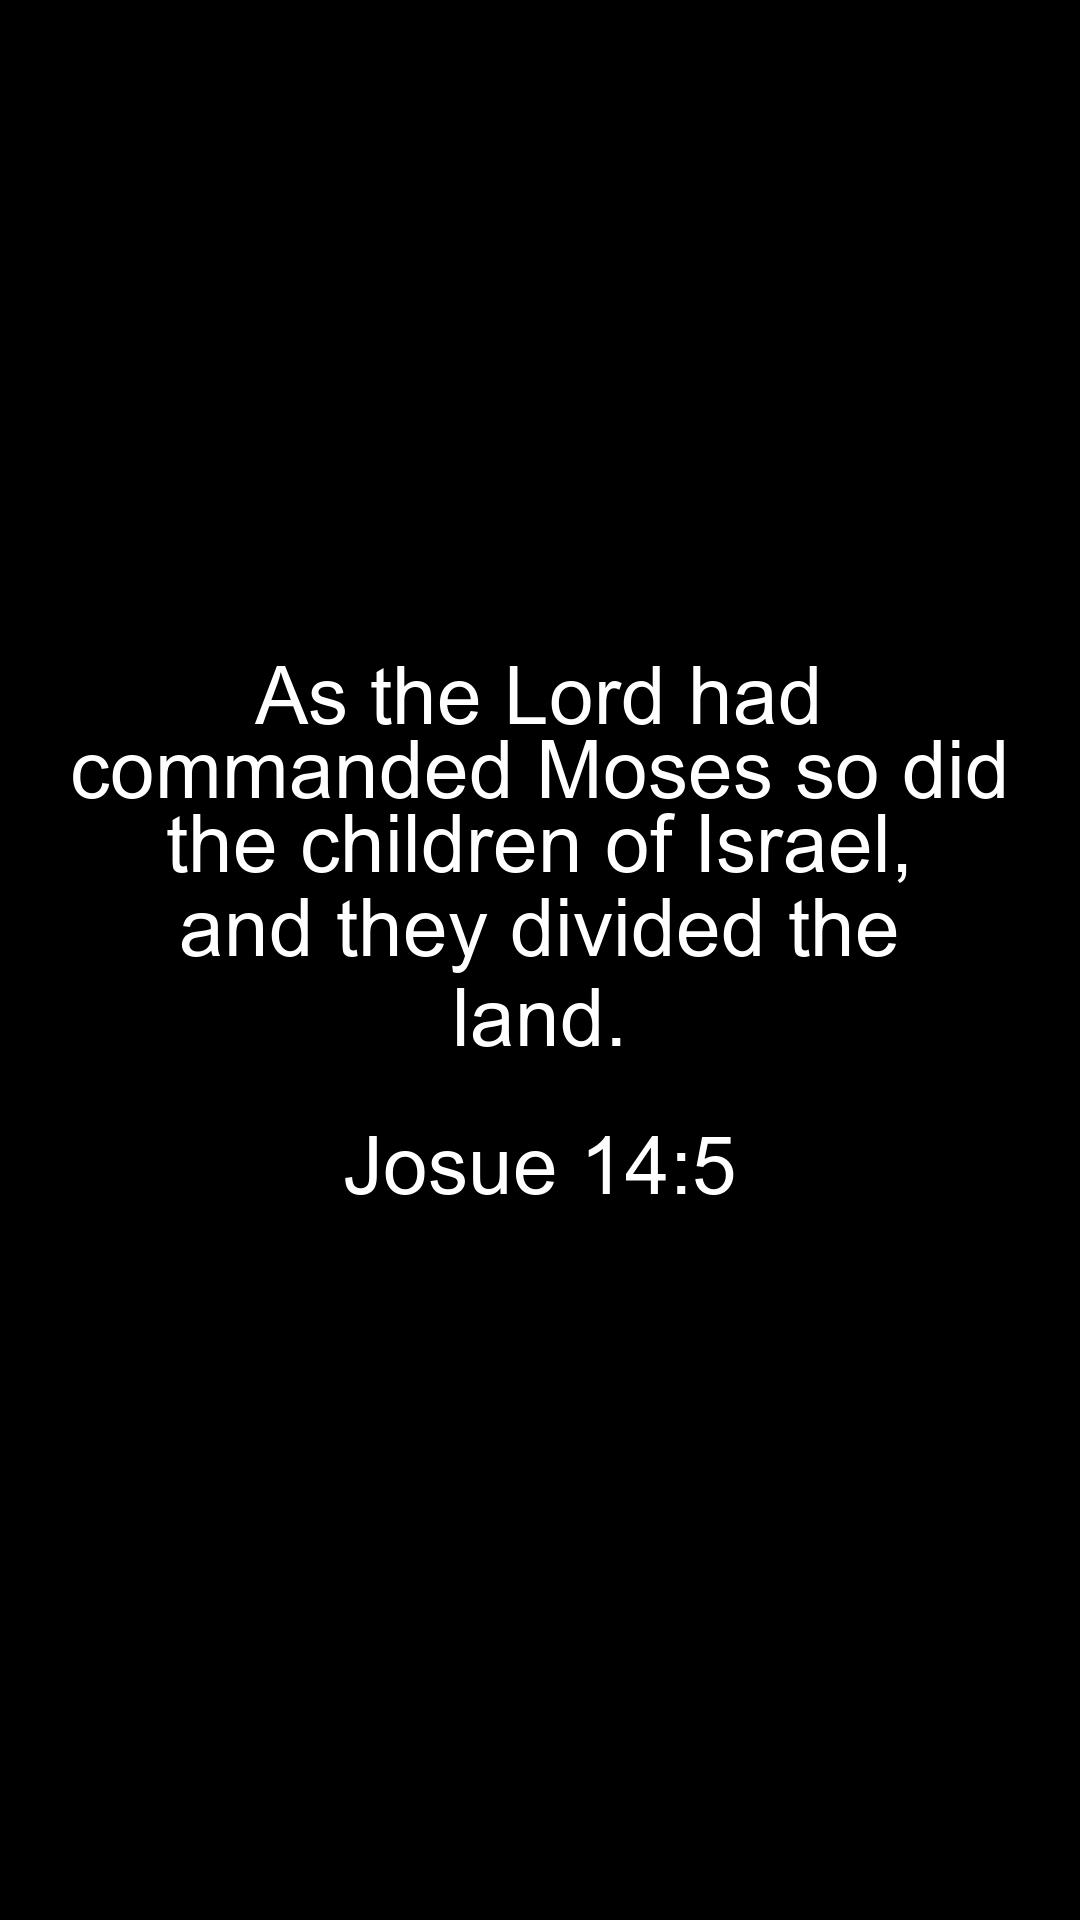 As the Lord had
commanded Moses so did
the children of Israel,
and they divided the
land.
Josue 14:5